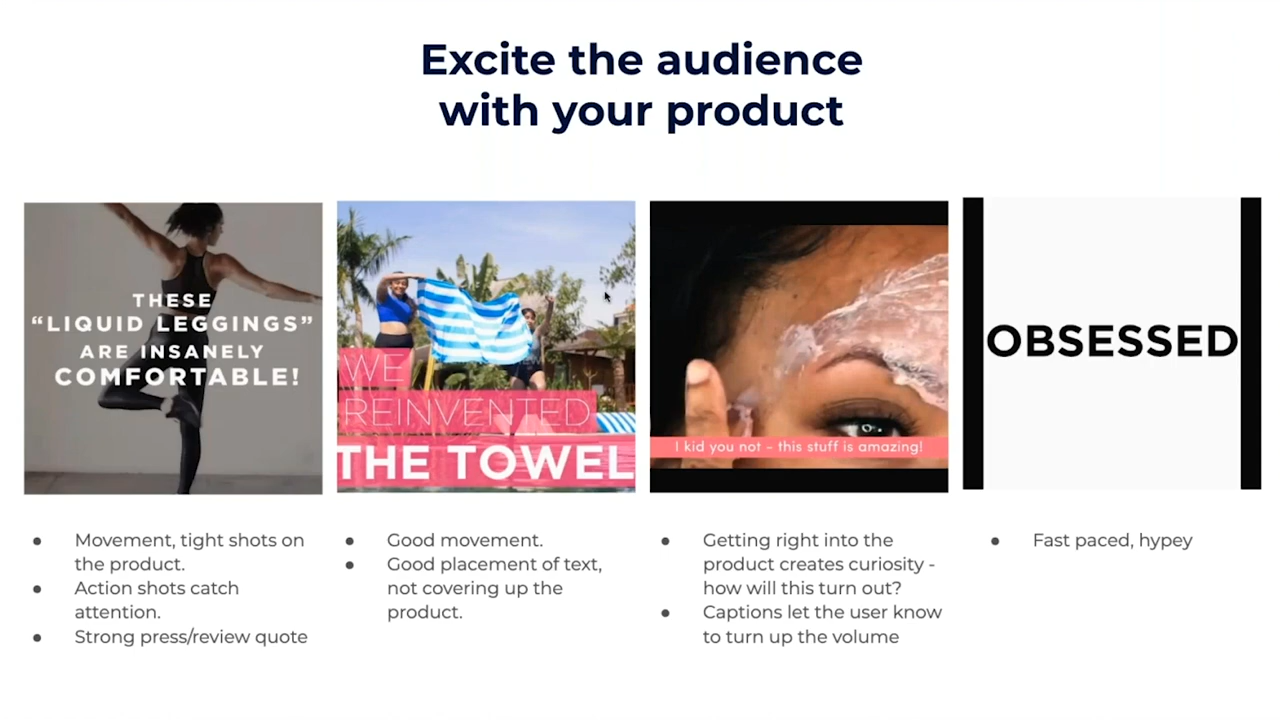 Excite the audience
with your product
THESE
“LIQUID LEGGINGS”
ARE INSANELY
COMFORTABLE!
WE
REINVENTED
THE TOWEL
I kid you not - this stuff is amazing!
OBSESSED
● Movement, tight shots on
the product.
● Action shots catch
attention.
● Strong press/review quote
● Good movement.
● Good placement of text,
not covering up the
product.
● Getting right into the
product creates curiosity -
how will this turn out?
● Captions let the user know
to turn up the volume
● Fast paced, hypey